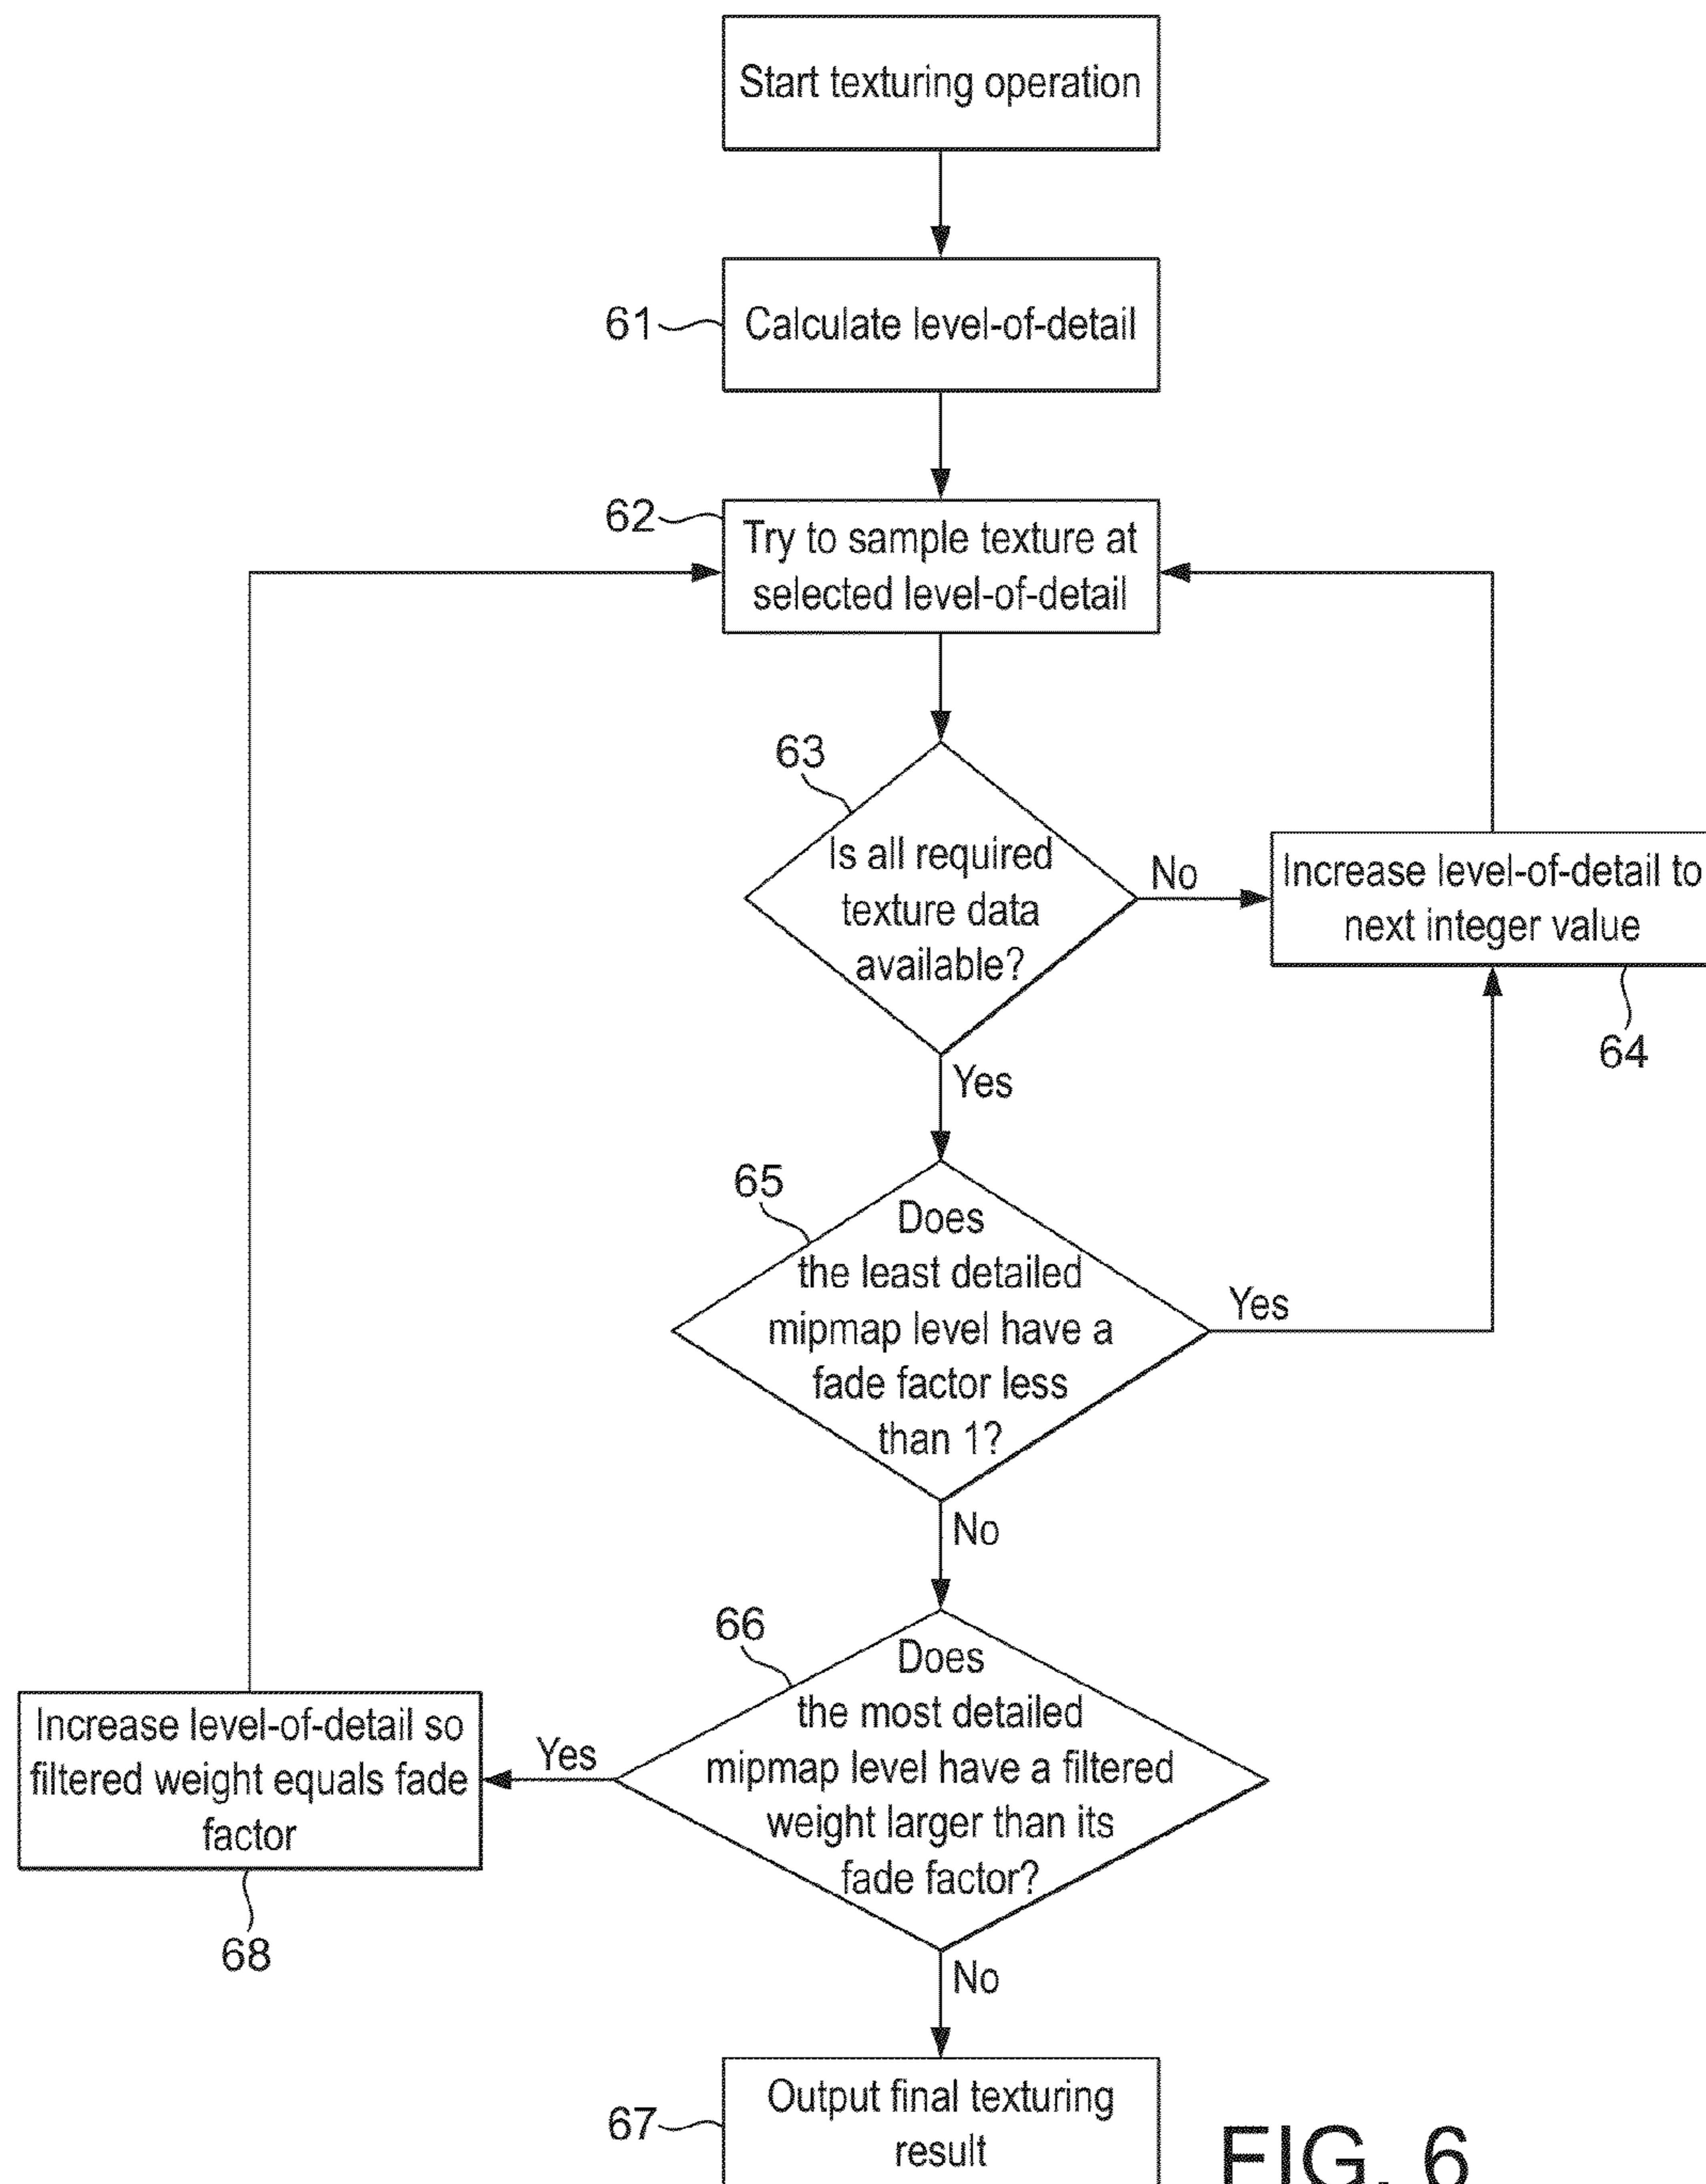 Start texturing operation
61
Calculate level-of-detail
62
Try to sample texture at
selected level-of-detail
63
Is all required
texture data
available?
No
Increase level-of-detail to
next integer value
64
Yes
65
Does
the least detailed
mipmap level have a
fade factor less
than 1?
Yes
No
66
Does
the most detailed
mipmap level have a filtered
weight larger than its
fade factor?
Yes
Increase level-of-detail so
filtered weight equals fade
factor
68
No
67
Output final texturing
result
FIG. 6